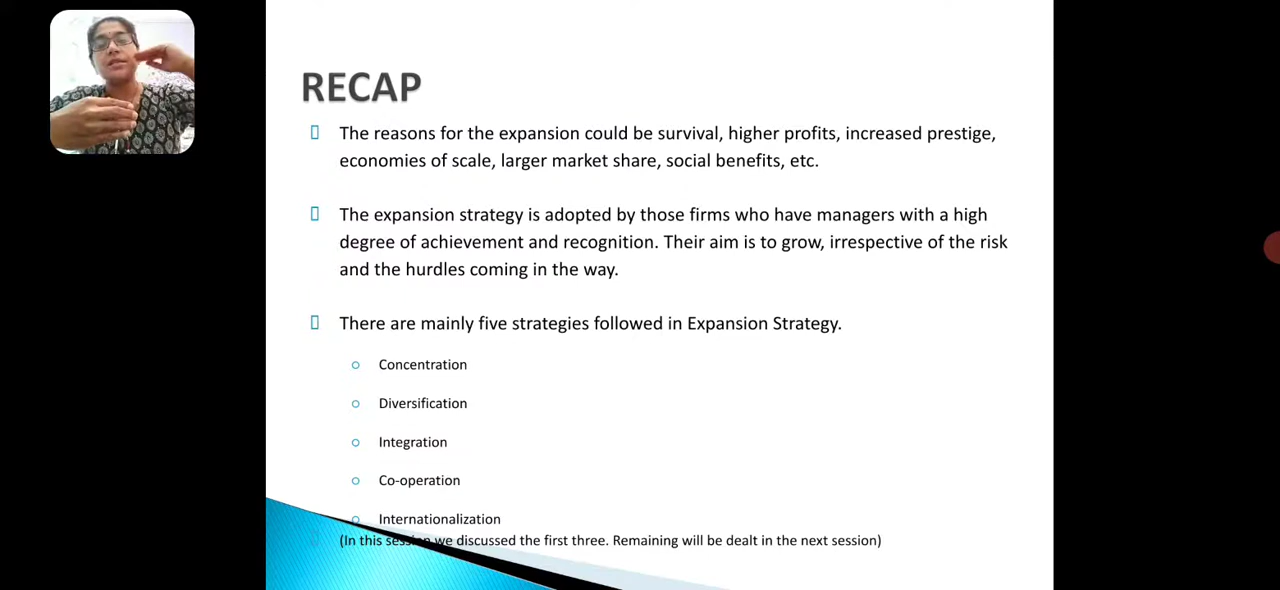 RECAP
The reasons for the expansion could be survival, higher profits, increased prestige,
economies of scale, larger market share, social benefits, etc.
The expansion strategy is adopted by those firms who have managers with a high
degree of achievement and recognition. Their aim is to grow, irrespective of the risk
and the hurdles coming in the way.
There are mainly five strategies followed in Expansion Strategy.
Concentration
Diversification
Integration
Co-operation
Internationalization
(In this session we discussed the first three. Remaining will be dealt in the next session)